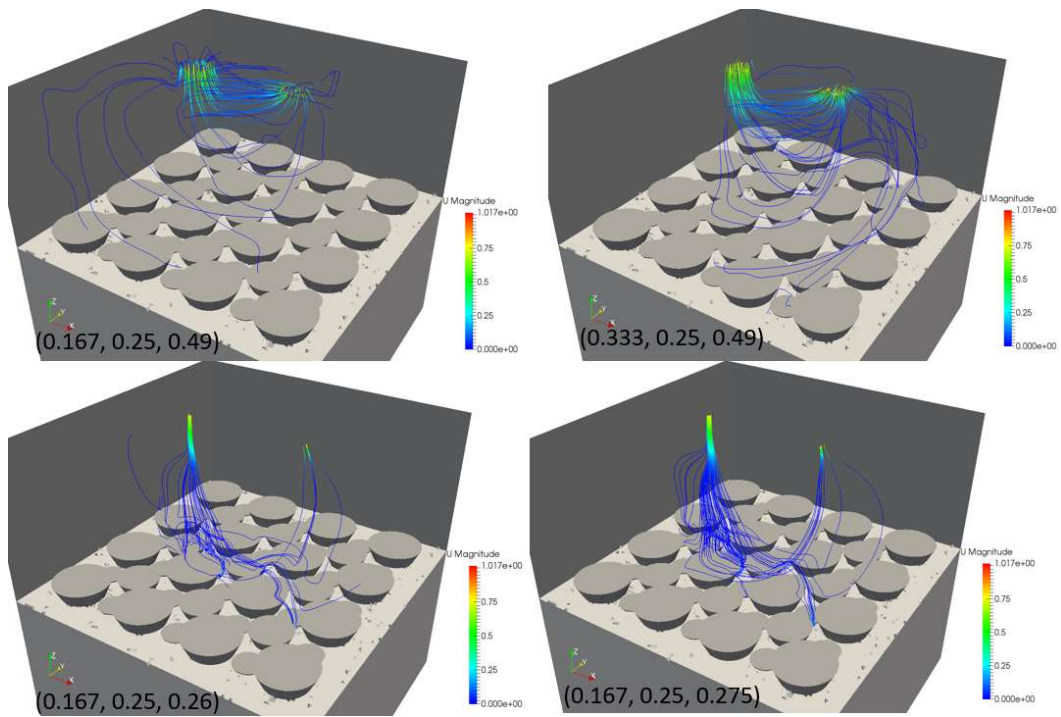 U Magnitude
1.017e+00
0.75
0.5
0.25
0.000e+00
Z
Y
X
(0.167, 0.25, 0.49)
U Magnitude
1.017e+00
0.75
0.5
0.25
0.000e+00
Z
Y
X
(0.333, 0.25, 0.49)
U Magnitude
1.017e+00
0.75
0.5
0.25
0.000e+00
Z
Y
X
(0.167, 0.25, 0.26)
U Magnitude
1.017e+00
0.75
0.5
0.25
0.000e+00
Z
Y
X
(0.167, 0.25, 0.275)